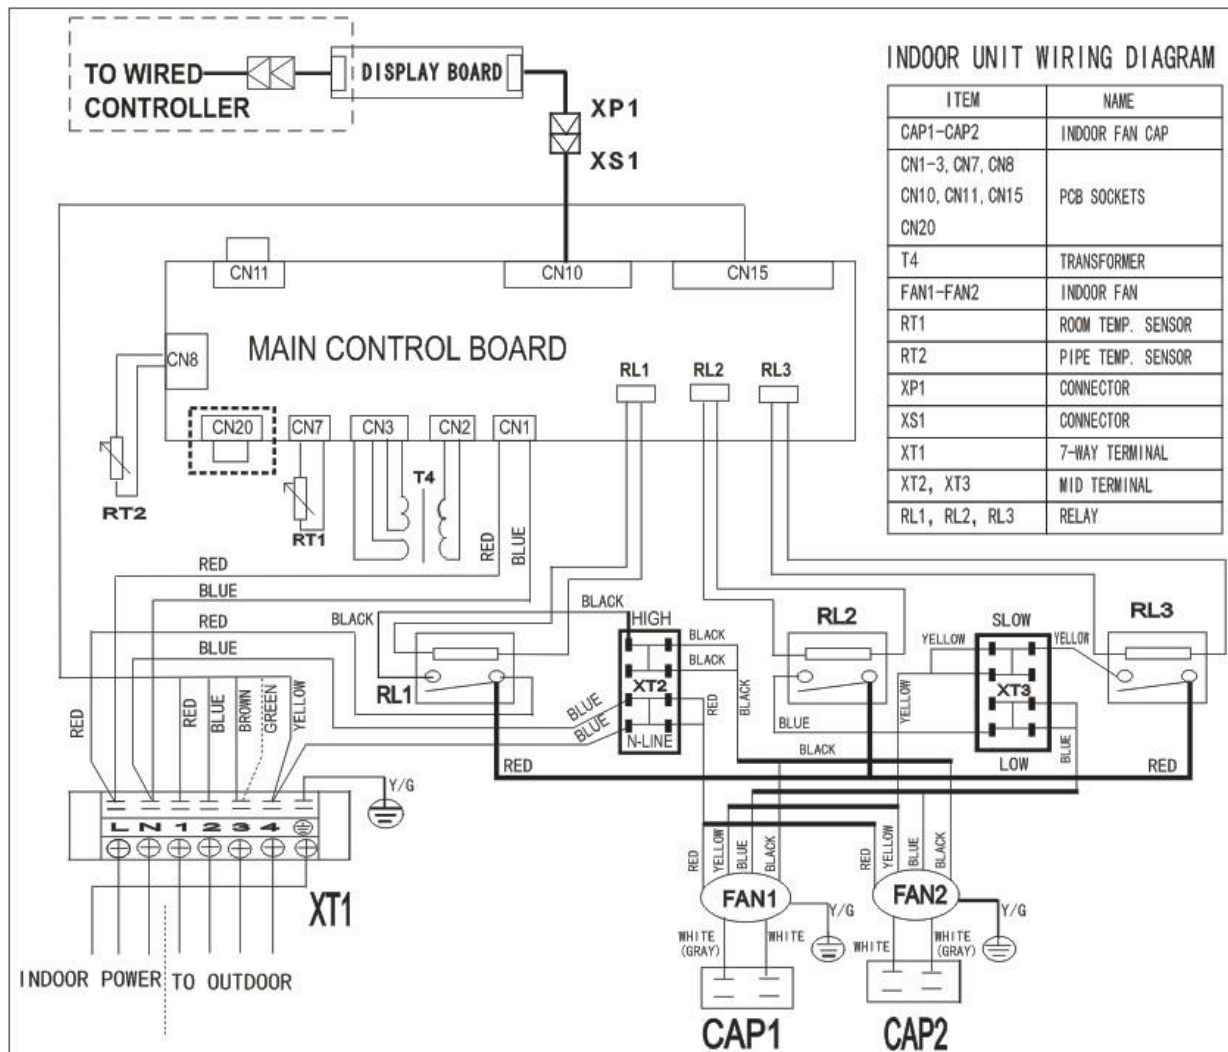 INDOOR UNIT WIRING DIAGRAM
TO WIRED
CONTROLLER
DISPLAY BOARD
XP1
XS1
ITEM NAME
CAP1-CAP2 INDOOR FAN CAP
CN1-3, CN7, CN8
CN10, CN11, CN15 PCB SOCKETS
CN20
T4 TRANSFORMER
FAN1-FAN2 INDOOR FAN
RT1 ROOM TEMP. SENSOR
RT2 PIPE TEMP. SENSOR
XP1 CONNECTOR
XS1 CONNECTOR
XT1 7-WAY TERMINAL
XT2, XT3 MID TERMINAL
RL1, RL2, RL3 RELAY
CN11
CN10
CN15
MAIN CONTROL BOARD
CN8
RL1
RL2
RL3
CN20
CN7
CN3
CN2
CN1
T4
RT2
RT1
RED
BLUE
RED
BLUE
RED
BLUE
BLACK
BLACK
HIGH
BLACK
BLACK
XT2
N-LINE
RL1
BLUE
BLUE
RED
BLACK
RL2
BLUE
YELLOW
YELLOW
SLOW
YELLOW
XT3
LOW
BLUE
RL3
RED
RED
BLACK
RED
RED
BLUE
BROWN
GREEN
YELLOW
Y/G
L N 1 2 3 4
XT1
INDOOR POWER
TO OUTDOOR
RED
YELLOW
BLUE
BLACK
FAN1
Y/G
WHITE
(GRAY)
WHITE
CAP1
RED
YELLOW
BLUE
BLACK
FAN2
Y/G
WHITE
WHITE
(GRAY)
CAP2